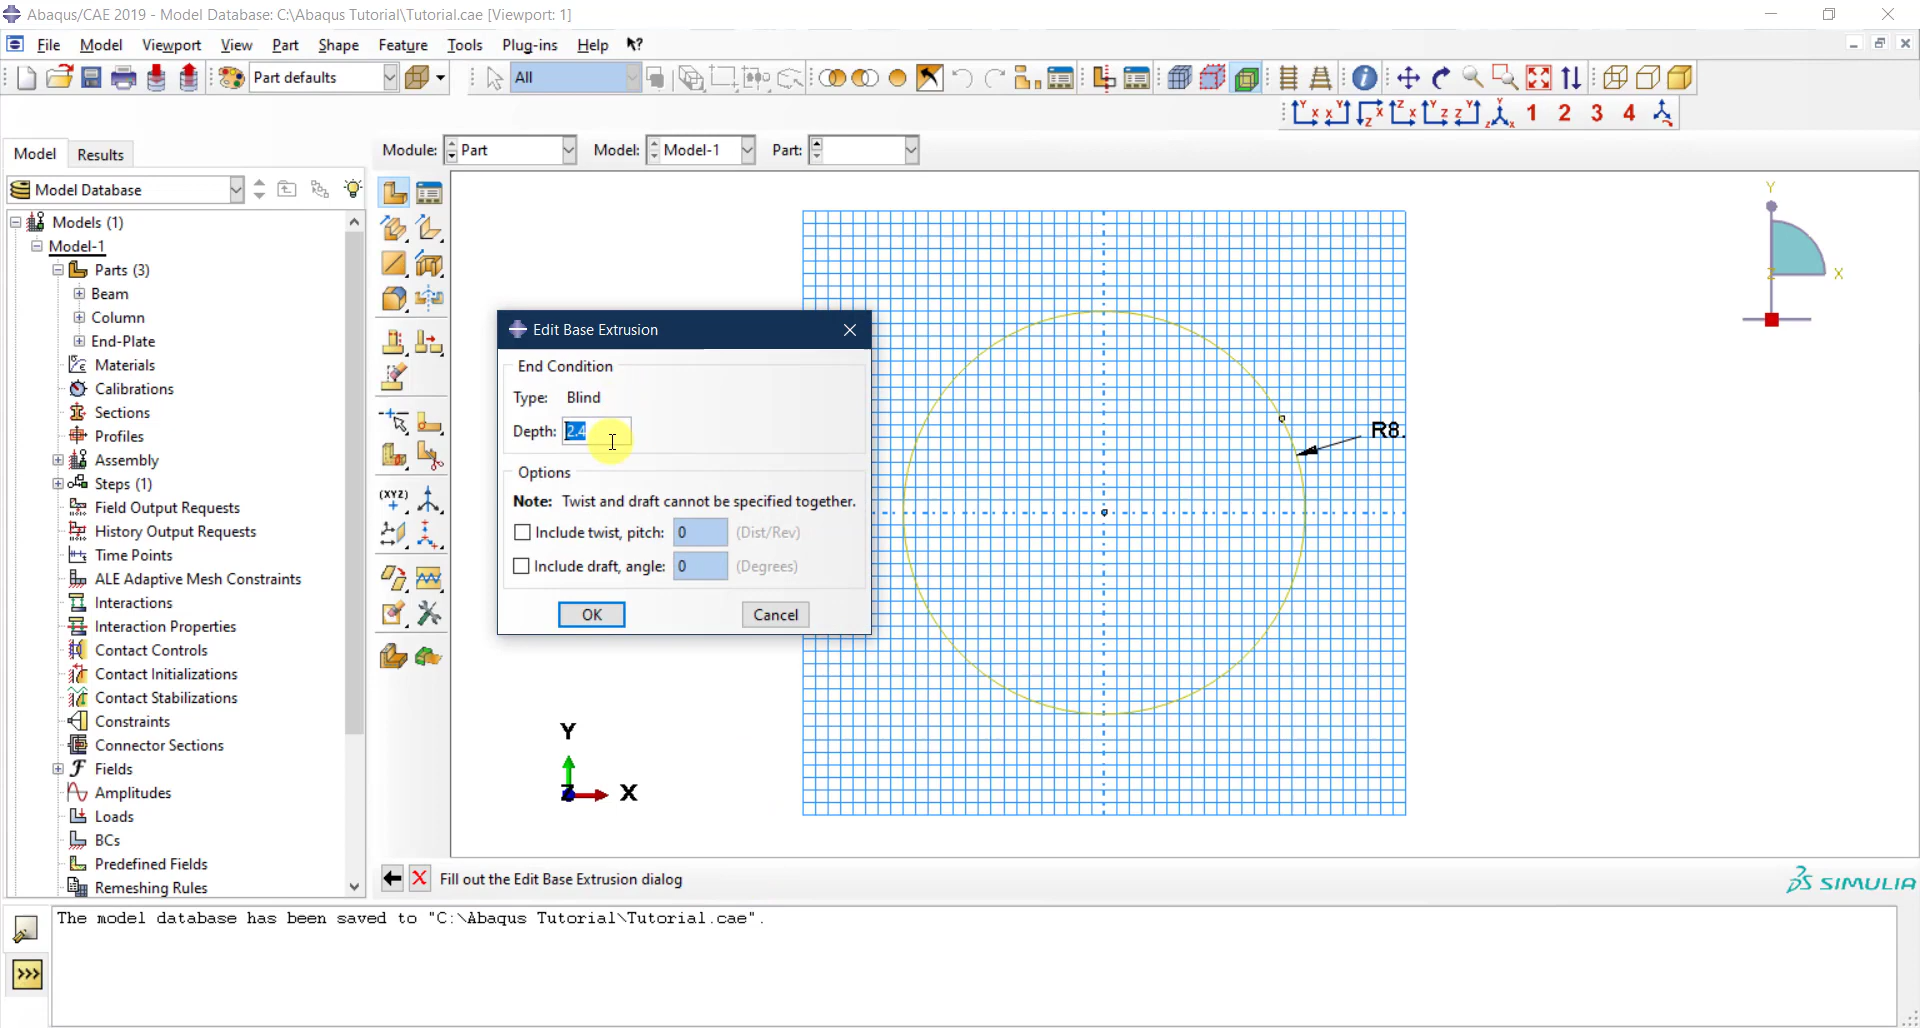 Abaqus/CAE 2019 - Model Database: C:\Abaqus Tutorial\Tutorial.cae [Viewport: 1]
File Model Viewport View Part Shape Feature Tools Plug-ins Help
Part defaults All
1 2 3 4
Model Results
Module: Part Model: Model-1 Part:
Model Database
Models (1)
Model-1
Parts (3)
Beam
Column
End-Plate
Materials
Calibrations
Sections
Profiles
Assembly
Steps (1)
Field Output Requests
History Output Requests
Time Points
ALE Adaptive Mesh Constraints
Interactions
Interaction Properties
Contact Controls
Contact Initializations
Contact Stabilizations
Constraints
Connector Sections
Fields
Amplitudes
Loads
BCs
Predefined Fields
Remeshing Rules
(XYZ)
Edit Base Extrusion
End Condition
Type: Blind
Depth: 2.4
Options
Note: Twist and draft cannot be specified together.
Include twist, pitch: 0 (Dist/Rev)
Include draft, angle: 0 (Degrees)
OK Cancel
R8.
Y
Z X
Y
Z X
Fill out the Edit Base Extrusion dialog
SIMULIA
The model database has been saved to "C:\Abaqus Tutorial\Tutorial.cae".
>>>